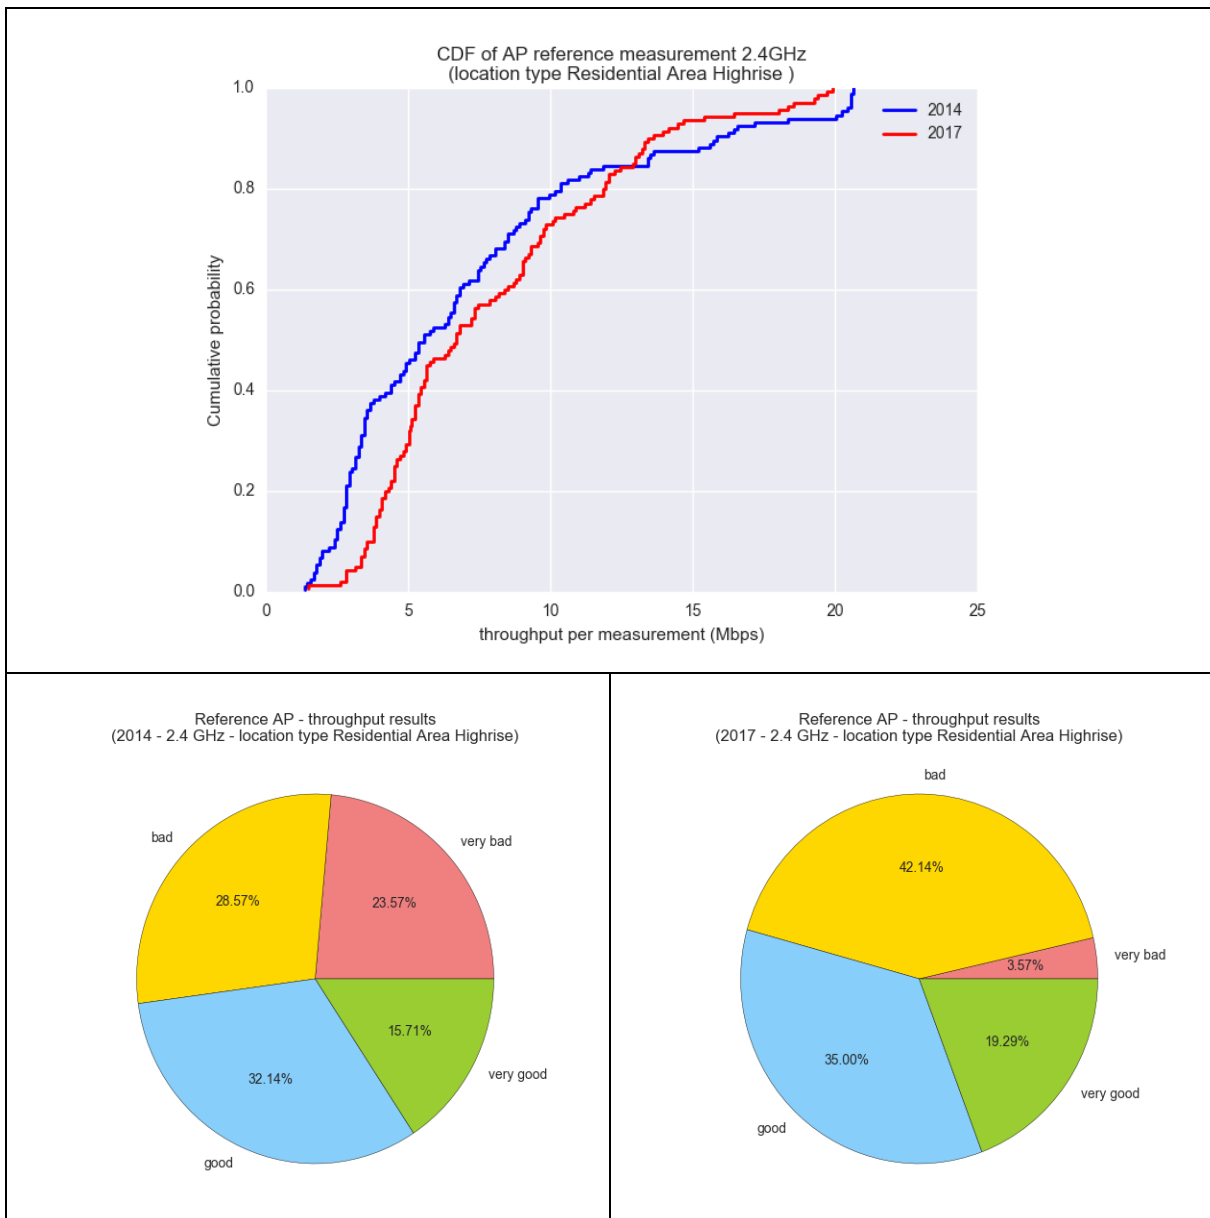 CDF of AP reference measurement 2.4GHz
(location type Residential Area Highrise )
1.0
0.8
0.6
0.4
0.2
0.0
Cumulative probability
2014
2017
0 5 10 15 20 25
throughput per measurement (Mbps)
Reference AP - throughput results
(2014 - 2.4 GHz - location type Residential Area Highrise)
bad
very bad
28.57%
23.57%
15.71%
32.14%
very good
good
Reference AP - throughput results
(2017 - 2.4 GHz - location type Residential Area Highrise)
bad
42.14%
very bad
3.57%
19.29%
35.00%
very good
good